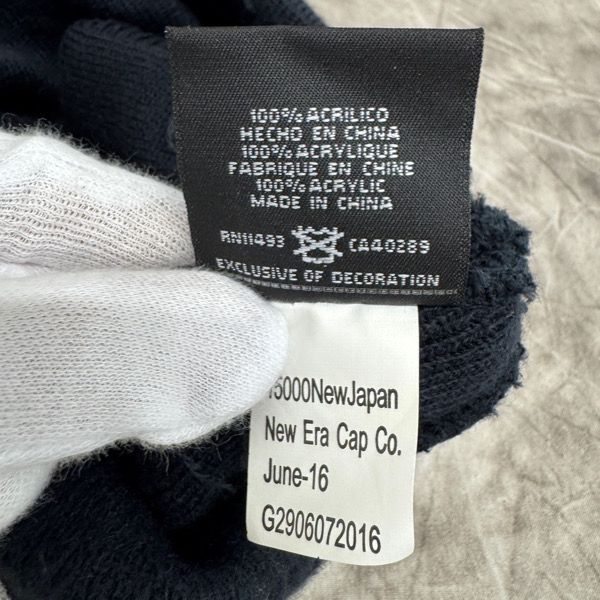 100% ACRILICO
HECHO EN CHINA
100% ACRYLIQUE
FABRIQUE EN CHINE
100% ACRYLIC
MADE IN CHINA
RN11493 CA40289
EXCLUSIVE OF DECORATION
15000NewJapan
New Era Cap Co.
June-16
G2906072016